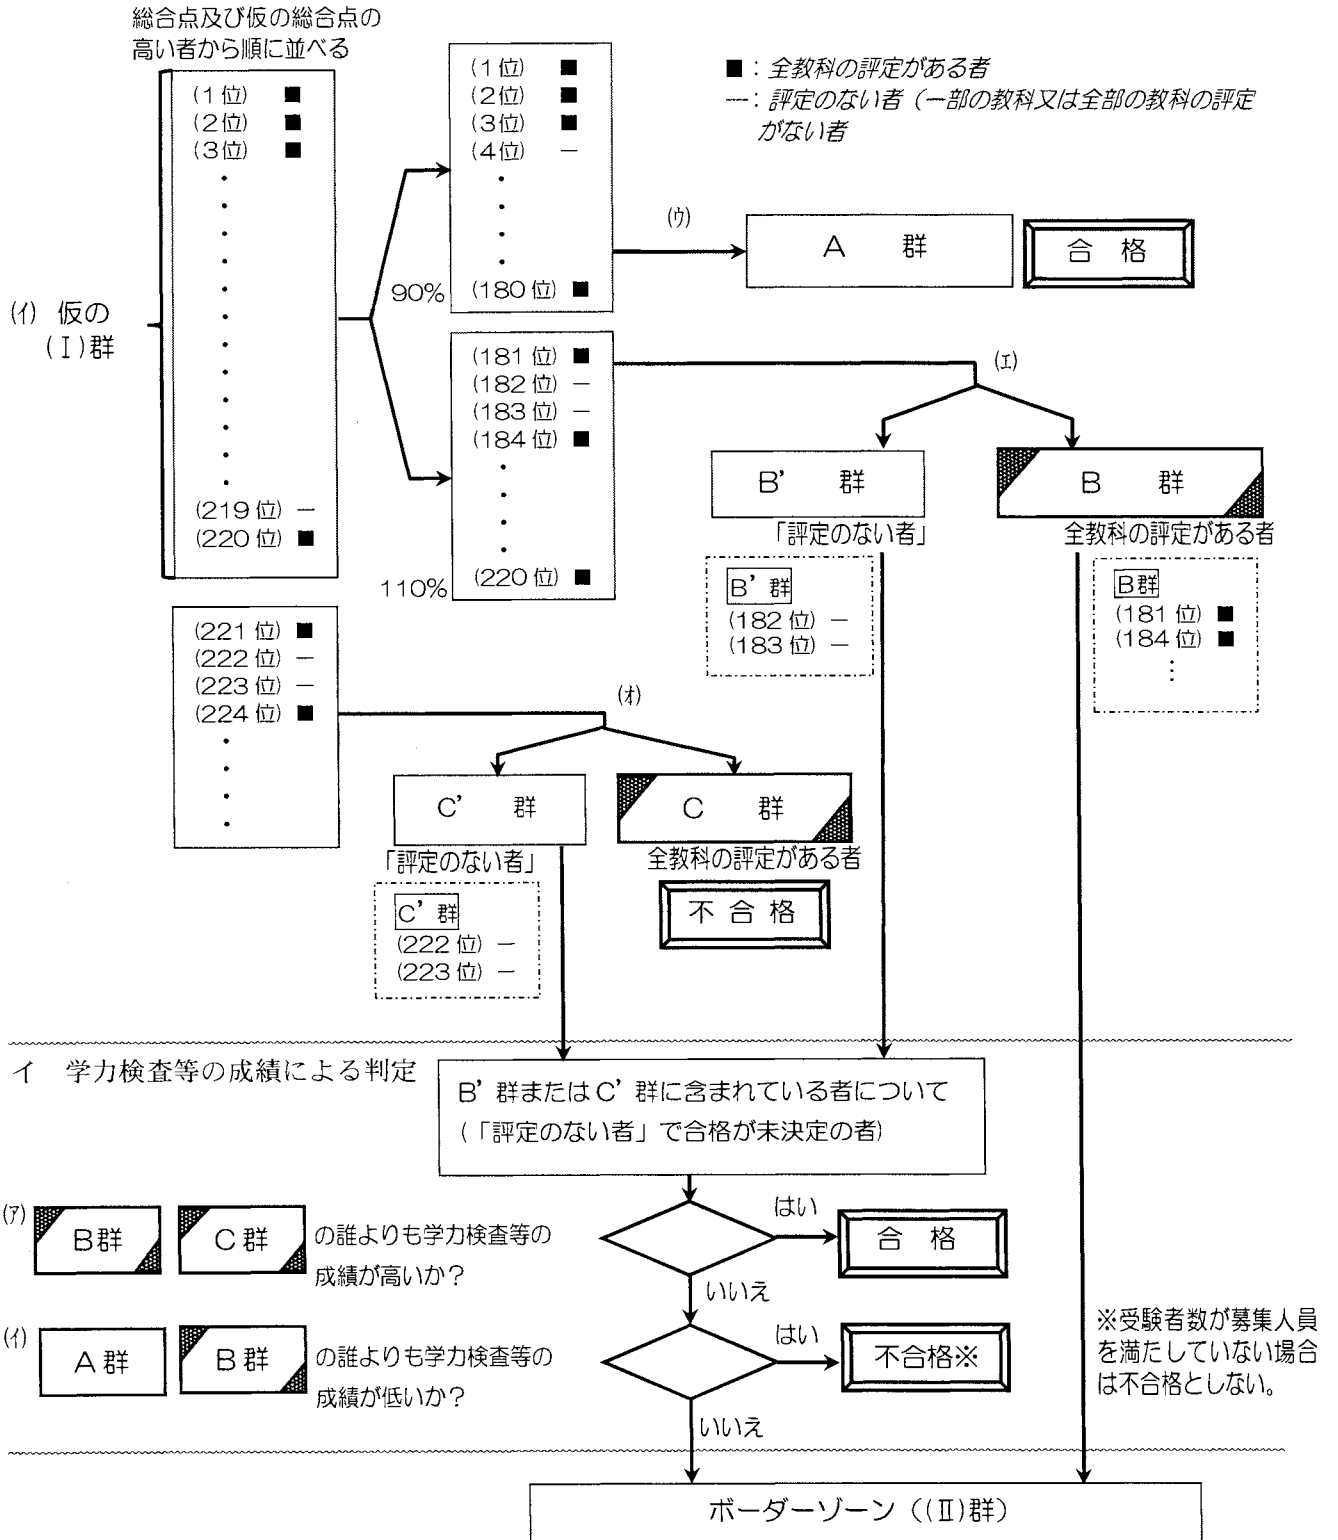 総合点及び仮の総合点の
高い者から順に並べる
(1位) ■
(2位) ■
(3位) ■
・
・
・
・
・
・
・
・
・
・
・
(219位) −
(220位) ■
(イ) 仮の
(Ⅰ)群
(1位) ■
(2位) ■
(3位) ■
(4位) −
・
・
・
・
90% (180位) ■
■：全教科の評定がある者
−：評定のない者（一部の教科又は全部の教科の評定
がない者
(ウ)
A 群
合 格
(181位) ■
(182位) −
(183位) −
(184位) ■
・
・
・
・
110% (220位) ■
(エ)
B' 群
「評定のない者」
B' 群
(182位) −
(183位) −
B 群
全教科の評定がある者
B群
(181位) ■
(184位) ■
⋮
(221位) ■
(222位) −
(223位) −
(224位) ■
・
・
・
・
(オ)
C' 群
「評定のない者」
C' 群
(222位) −
(223位) −
C 群
全教科の評定がある者
不 合 格
イ 学力検査等の成績による判定
B' 群またはC' 群に含まれている者について
(「評定のない者」で合格が未決定の者)
(ア) B群 C群 の誰よりも学力検査等の
成績が高いか？
はい
合 格
いいえ
(イ) A群 B群 の誰よりも学力検査等の
成績が低いか？
はい
不合格※
いいえ
※受験者数が募集人員
を満たしていない場合
は不合格としない。
ボーダーゾーン（(Ⅱ)群）